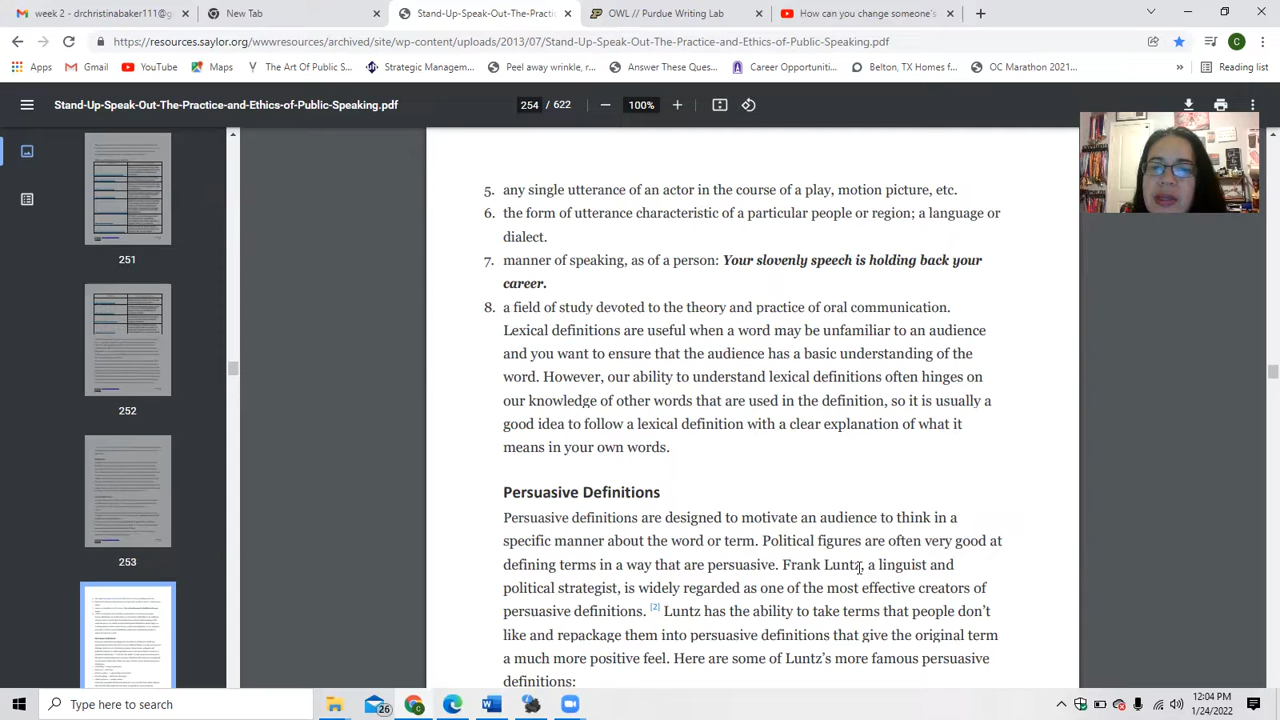 week 2 - drchristinabaker111@g
New Tab
Stand-Up-Speak-Out-The-Practi
OWL // Purdue Writing Lab
How can you change someone's
https://resources.saylor.org/wwwresources/archived/site/wp-content/uploads/2013/07/Stand-Up-Speak-Out-The-Practice-and-Ethics-of-Public-Speaking.pdf
C
Apps
Gmail
YouTube
Maps
The Art Of Public S...
Strategic Managem...
Peel away wrinkle, r...
Answer These Ques...
Career Opportuniti...
Belton, TX Homes f...
OC Marathon 2021...
Reading list
Stand-Up-Speak-Out-The-Practice-and-Ethics-of-Public-Speaking.pdf
254 / 622
100%
251
252
253
5. any single utterance of an actor in the course of a play, motion picture, etc.
6. the form of utterance characteristic of a particular people or region; a language or
dialect.
7. manner of speaking, as of a person: Your slovenly speech is holding back your
career.
8. a field of study devoted to the theory and practice of oral communication.
Lexical definitions are useful when a word may be unfamiliar to an audience
and you want to ensure that the audience has a basic understanding of the
word. However, our ability to understand lexical definitions often hinges on
our knowledge of other words that are used in the definition, so it is usually a
good idea to follow a lexical definition with a clear explanation of what it
means in your own words.
Persuasive Definitions
Persuasive definitions are designed to motivate an audience to think in a
specific manner about the word or term. Political figures are often very good at
defining terms in a way that are persuasive. Frank Luntz, a linguist and
political strategist, is widely regarded as one of the most effective creators of
persuasive definitions. [2] Luntz has the ability to take terms that people don't
like and repackage them into persuasive definitions that give the original term
a much more positive feel. Here are some of Luntz's more famous persuasive
definitions:
Type here to search
26
12:04 PM
1/24/2022